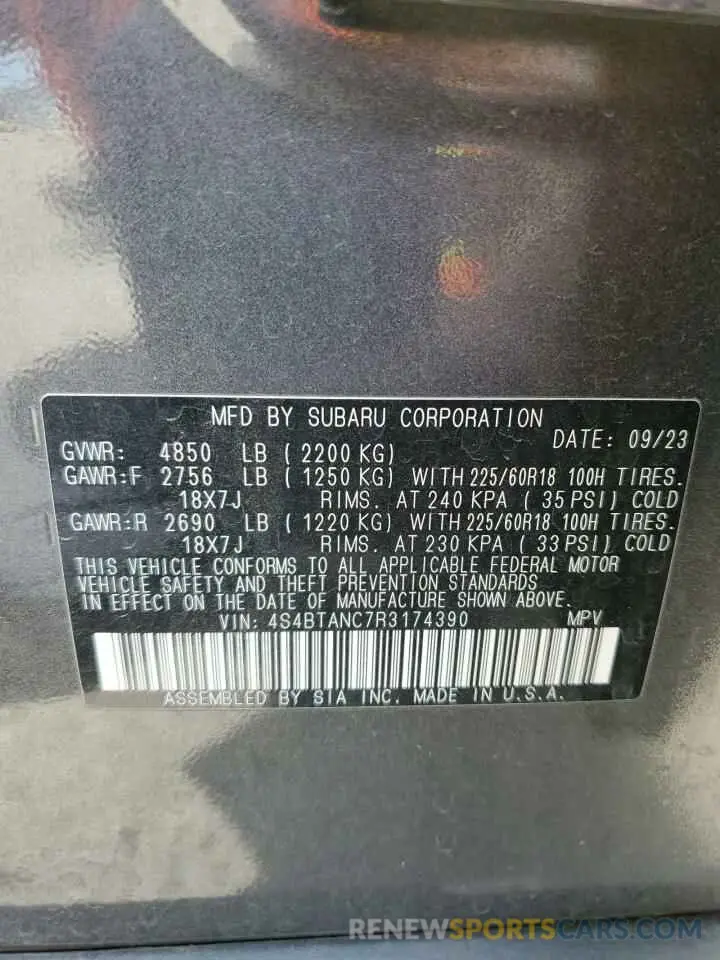 MFD BY SUBARU CORPORATION
DATE: 09/23
GVWR: 4850 LB ( 2200 KG)
GAWR:F 2756 LB ( 1250 KG) WITH 225/60R18 100H TIRES.
18X7J RIMS. AT 240 KPA ( 35 PSI) COLD
GAWR:R 2690 LB ( 1220 KG) WITH 225/60R18 100H TIRES.
18X7J RIMS. AT 230 KPA ( 33 PSI) COLD
THIS VEHICLE CONFORMS TO ALL APPLICABLE FEDERAL MOTOR
VEHICLE SAFETY AND THEFT PREVENTION STANDARDS
IN EFFECT ON THE DATE OF MANUFACTURE SHOWN ABOVE.
VIN: 4S4BTANC7R3174390 MPV
ASSEMBLED BY SIA INC. MADE IN U.S.A.
RENEWSPORTSCARS.COM